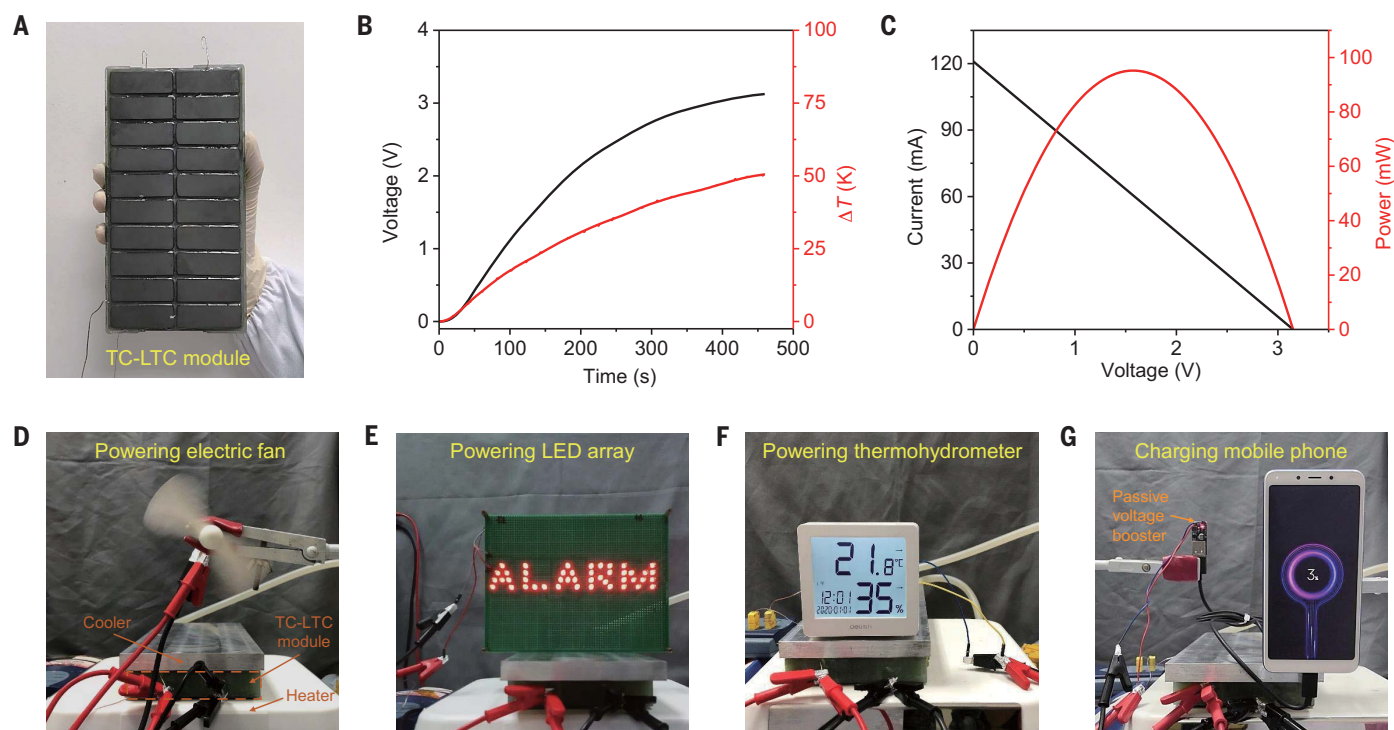 A
TC-LTC module
B
Voltage (V)
4
3
2
1
0
0
100
200
300
400
500
Time (s)
100
75
50
25
0
ΔT (K)
C
Current (mA)
120
90
60
30
0
0
1
2
3
Voltage (V)
100
80
60
40
20
0
Power (mW)
D
Powering electric fan
Cooler
TC-LTC
module
Heater
E
Powering LED array
ALARM
F
Powering thermohydrometer
21.8°C
12:01
2020-01-01
35%
G
Charging mobile phone
Passive
voltage
booster
3%